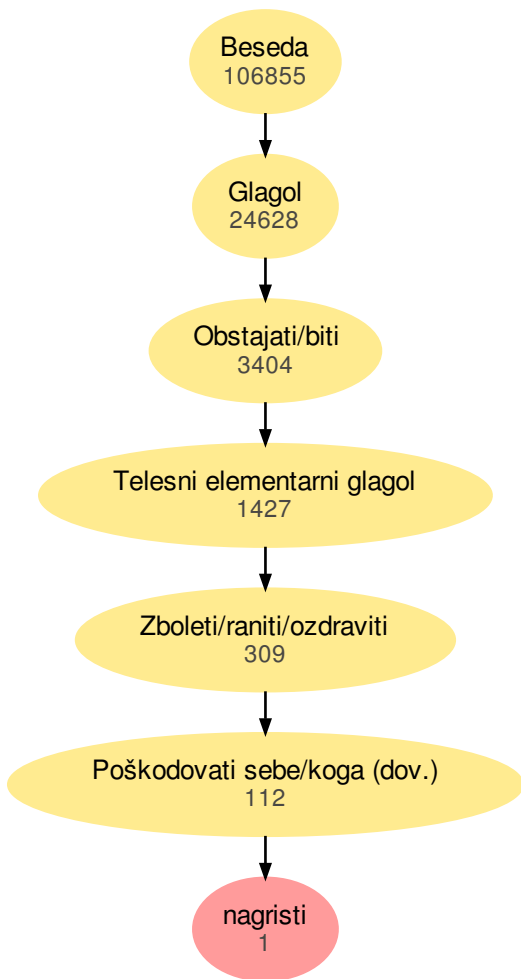 Beseda
106855
Glagol
24628
Obstajati/biti
3404
Telesni elementarni glagol
1427
Zboleti/raniti/ozdraviti
309
Poškodovati sebe/koga (dov.)
112
nagristi
1